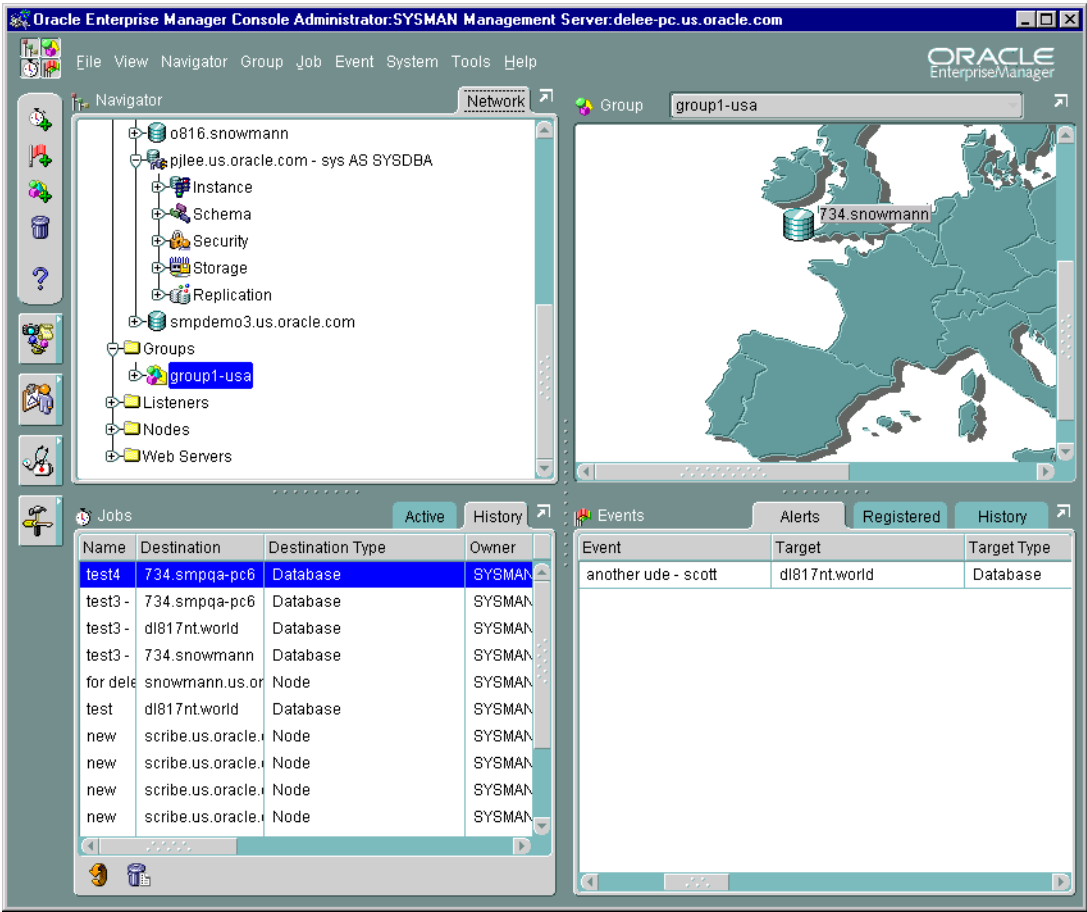 Oracle Enterprise Manager Console Administrator:SYSMAN Management Server:delee-pc.us.oracle.com
File View Navigator Group Job Event System Tools Help
ORACLE
EnterpriseManager
Navigator
Network
o816.snowmann
pjlee.us.oracle.com - sys AS SYSDBA
Instance
Schema
Security
Storage
Replication
smpdemo3.us.oracle.com
Groups
group1-usa
Listeners
Nodes
Web Servers
Group
group1-usa
734.snowmann
Jobs
Active
History
Name Destination Destination Type Owner
test4 734.smpqa-pc6 Database SYSMAN
test3 - 734.smpqa-pc6 Database SYSMAN
test3 - dl817nt.world Database SYSMAN
test3 - 734.snowmann Database SYSMAN
for dele snowmann.us.or Node SYSMAN
test dl817nt.world Database SYSMAN
new scribe.us.oracle. Node SYSMAN
new scribe.us.oracle. Node SYSMAN
new scribe.us.oracle. Node SYSMAN
new scribe.us.oracle. Node SYSMAN
Events
Alerts
Registered
History
Event Target Target Type
another ude - scott dl817nt.world Database